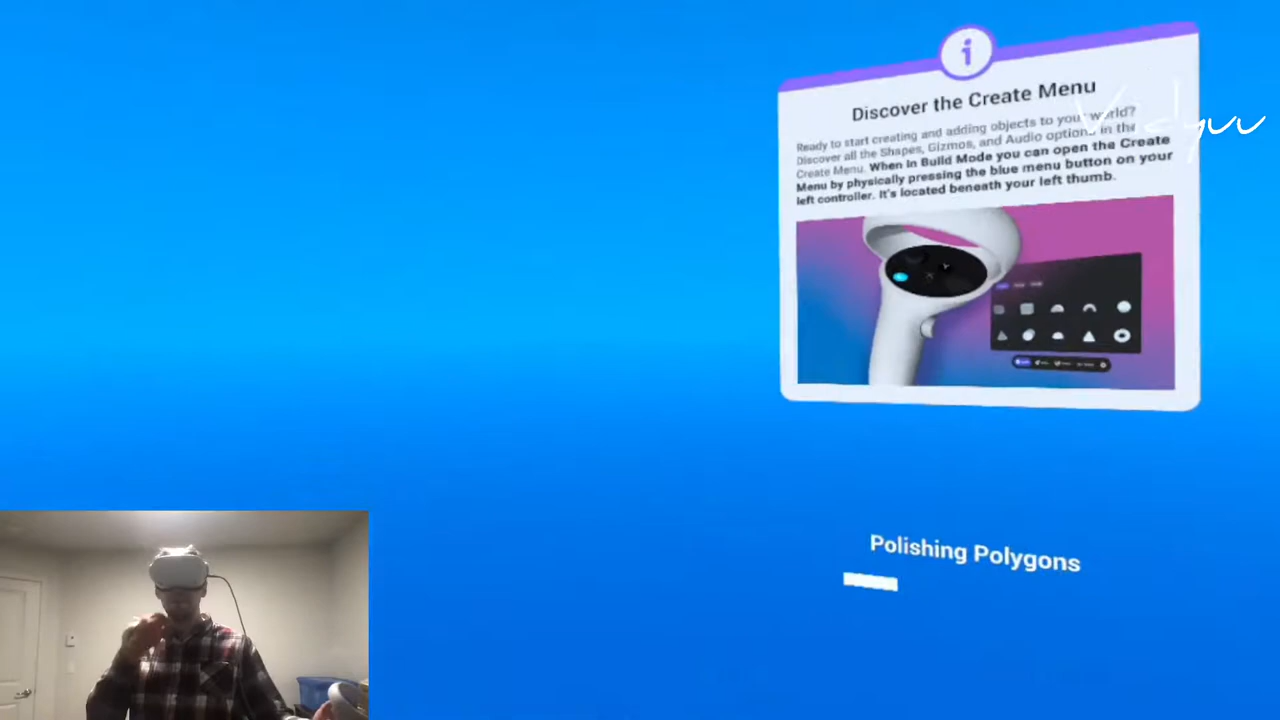 i
Discover the Create Menu
Vidyuu
Ready to start creating and adding objects to your world?
Discover all the Shapes, Gizmos, and Audio options in the
Create Menu. When in Build Mode you can open the Create
Menu by physically pressing the blue menu button on your
left controller. It's located beneath your left thumb.
Y
X
Polishing Polygons